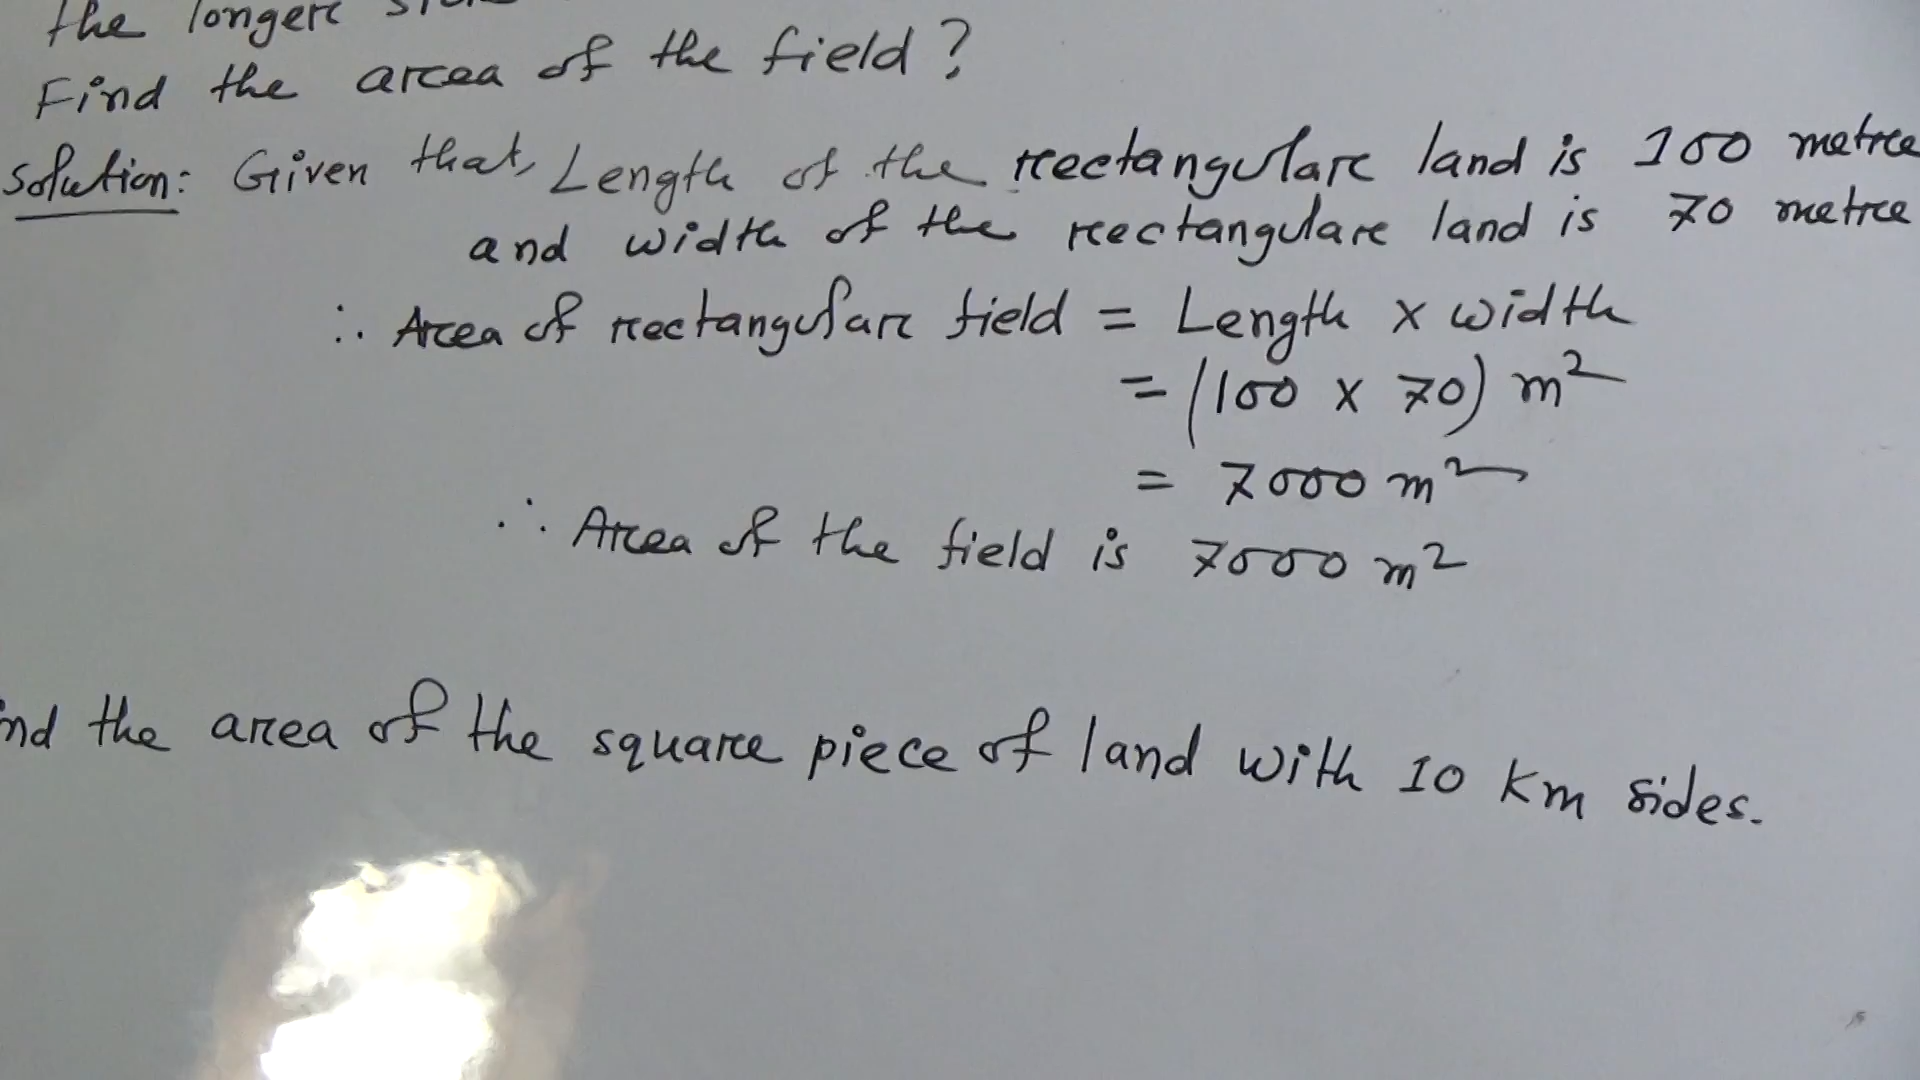 the longer
Find the area of the field?
Solution: Given that, Length of the rectangular land is 100 metre
and width of the rectangular land is 70 metre
∴ Area of rectangular field = Length x width
= (100 x 70) m²
= 7000 m²
∴ Area of the field is 7000 m²
nd the area of the square piece of land with 10 km sides.